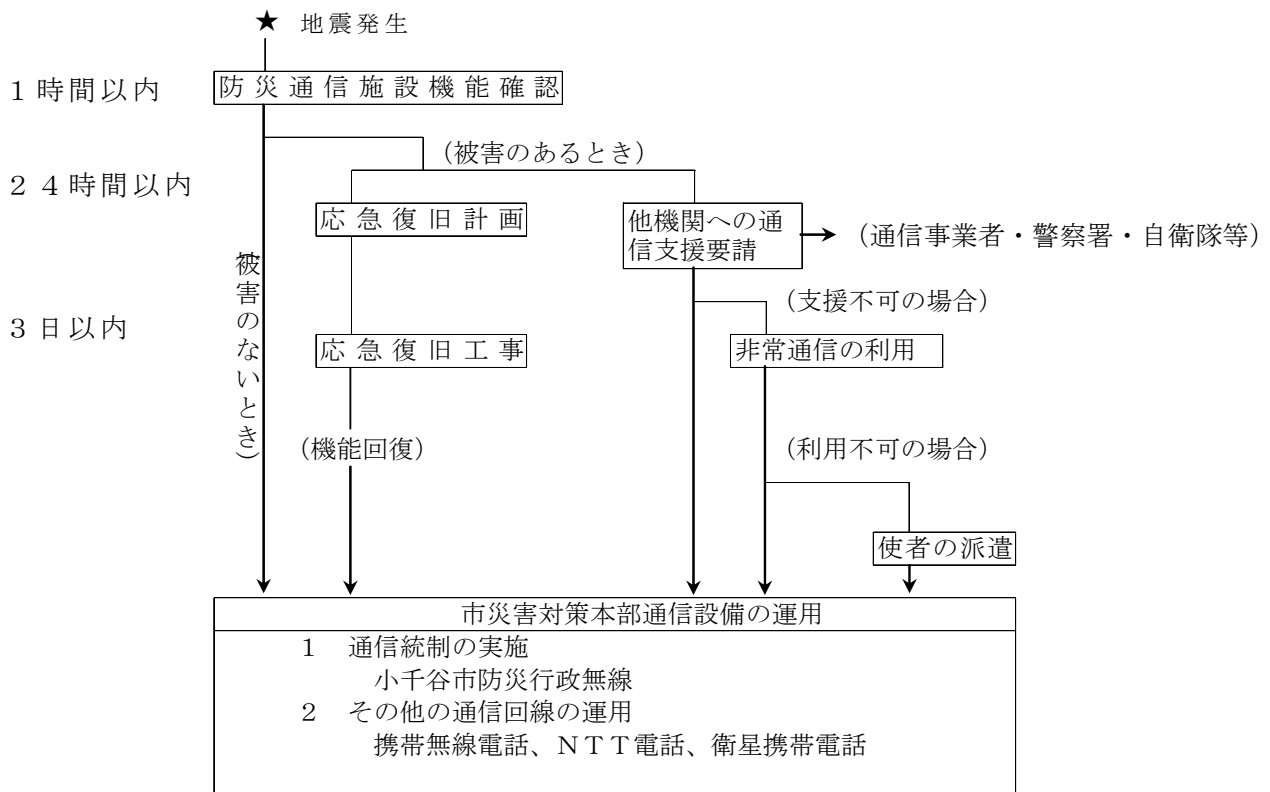 ★ 地震発生
１時間以内
防災通信施設機能確認
（被害のあるとき）
２４時間以内
応急復旧計画
他機関への通
信支援要請
（通信事業者・警察署・自衛隊等）
被害のないとき）
（支援不可の場合）
３日以内
応急復旧工事
非常通信の利用
（機能回復）
（利用不可の場合）
使者の派遣
市災害対策本部通信設備の運用
１ 通信統制の実施
小千谷市防災行政無線
２ その他の通信回線の運用
携帯無線電話、ＮＴＴ電話、衛星携帯電話